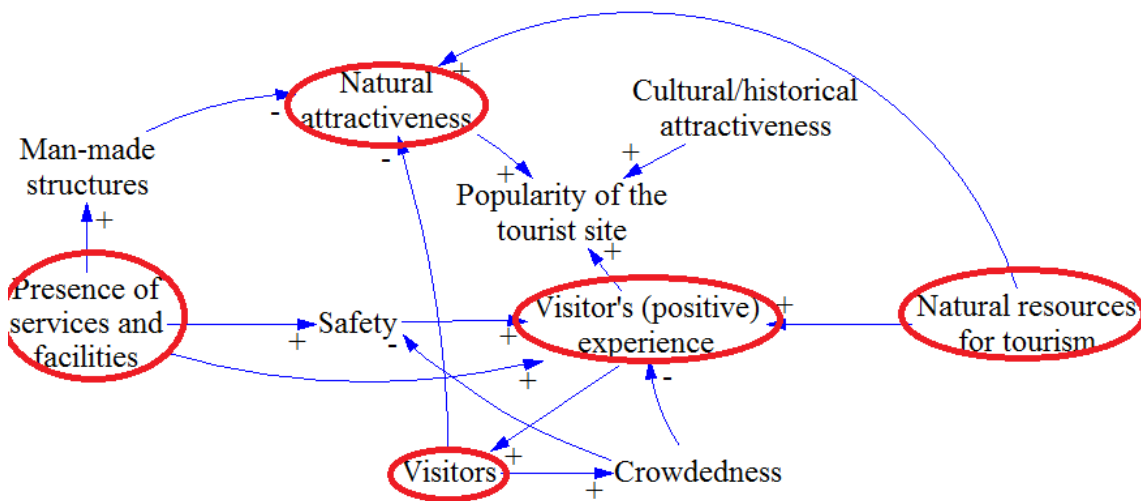 Natural
attractiveness
Cultural/historical
attractiveness
Man-made
structures
Popularity of the
tourist site
Presence of
services and
facilities
Safety
Visitor's (positive)
experience
Natural resources
for tourism
Visitors
Crowdedness
+
-
-
+
+
+
+
+
-
+
+
+
-
+
+